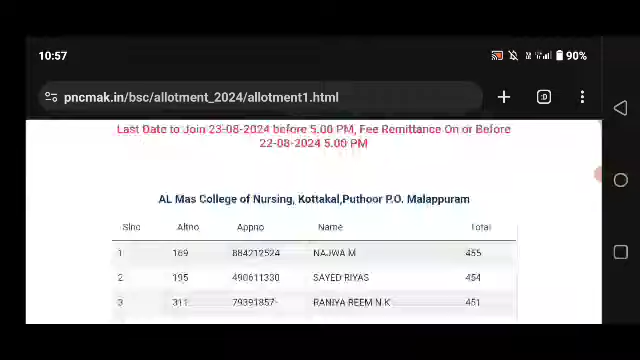 10:57
90%
pncmak.in/bsc/allotment_2024/allotment1.html
Last Date to Join 23-08-2024 before 5.00 PM, Fee Remittance On or Before
22-08-2024 5.00 PM
AL Mas College of Nursing, Kottakal,Puthoor P.O. Malappuram
Slno Altno Appno Name Total
1 169 884212524 NAJWA M 455
2 195 490611330 SAYED RIYAS 454
3 311 79391857 RANIYA REEM N K 451